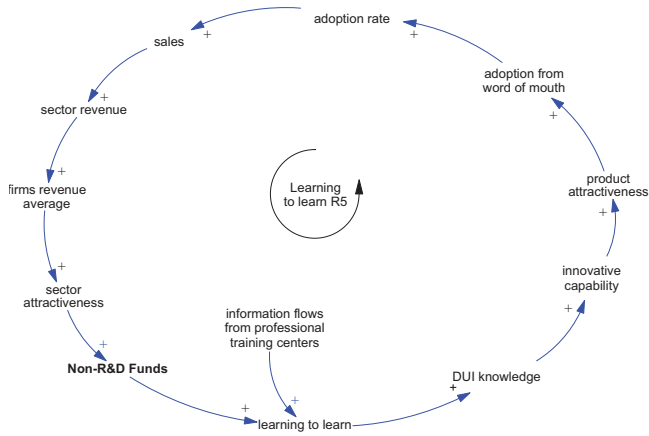 adoption rate
+
+
sales
adoption from
word of mouth
+
sector revenue
+
+
firms revenue
average
product
attractiveness
+
Learning
to learn R5
+
sector
attractiveness
innovative
capability
+
information flows
from professional
training centers
+
Non-R&D Funds
DUI knowledge
+
+
+
learning to learn